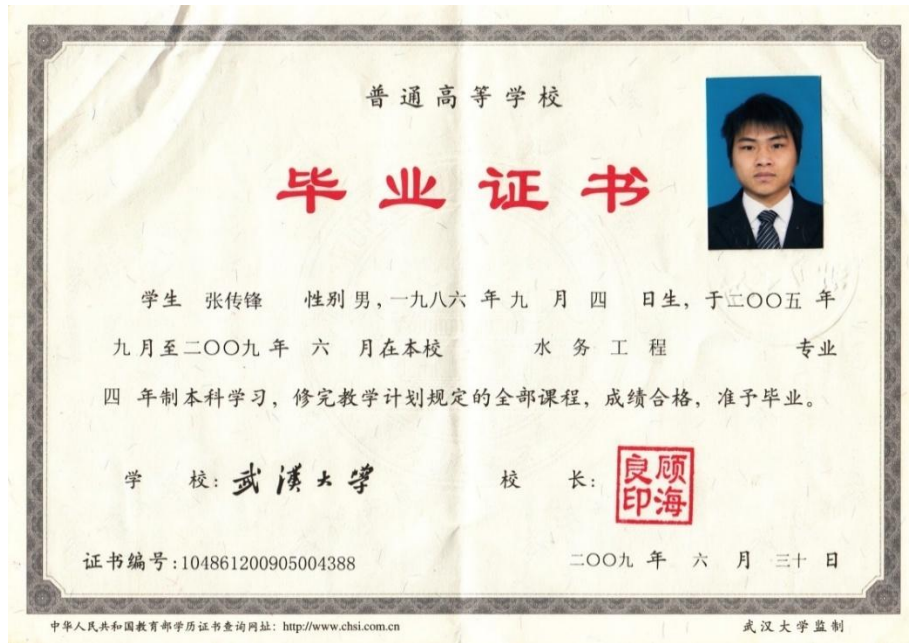 普通高等学校
毕业证书
学生 张传锋 性别 男，一九八六 年 九 月 四 日生，于二〇〇五 年
九 月至二〇〇九 年 六 月在本校 水务工程 专业
四 年制本科学习，修完教学计划规定的全部课程，成绩合格，准予毕业。
学 校：武漢大學 校 长：顾海良印
证书编号：104861200905004388 二〇〇九 年 六 月 三十 日
中华人民共和国教育部学历证书查询网址：http://www.chsi.com.cn 武汉大学监制